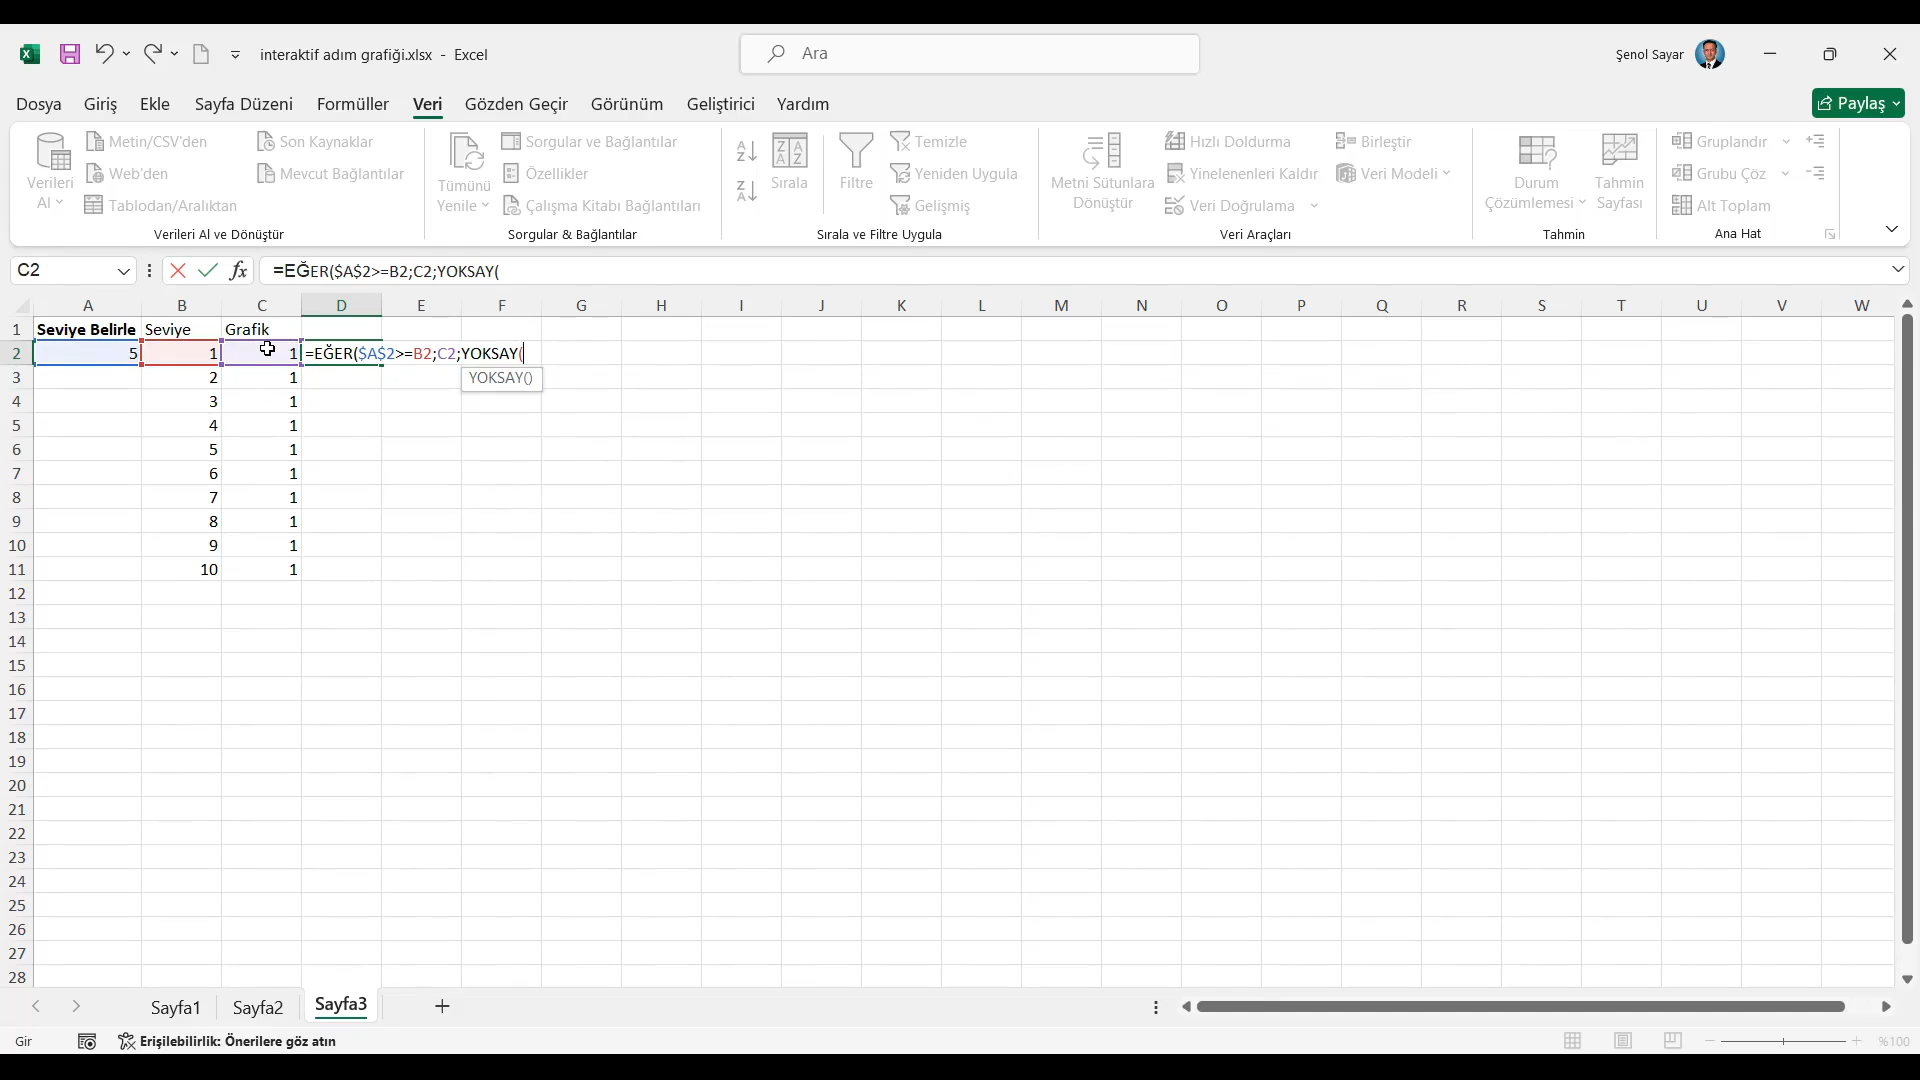 interaktif adım grafiği.xlsx - Excel
Ara
Şenol Sayar
Dosya Giriş Ekle Sayfa Düzeni Formüller Veri Gözden Geçir Görünüm Geliştirici Yardım
Paylaş
Verileri Al
Metin/CSV'den
Web'den
Tablodan/Aralıktan
Son Kaynaklar
Mevcut Bağlantılar
Verileri Al ve Dönüştür
Tümünü Yenile
Sorgular ve Bağlantılar
Özellikler
Çalışma Kitabı Bağlantıları
Sorgular & Bağlantılar
Sırala
Filtre
Temizle
Yeniden Uygula
Gelişmiş
Sırala ve Filtre Uygula
Metni Sütunlara Dönüştür
Hızlı Doldurma
Yinelenenleri Kaldır
Veri Doğrulama
Birleştir
Veri Modeli
Veri Araçları
Durum Çözümlemesi
Tahmin Sayfası
Tahmin
Gruplandır
Grubu Çöz
Alt Toplam
Ana Hat
C2
fx
=EĞER($A$2>=B2;C2;YOKSAY(
A B C D E F G H I J K L M N O P Q R S T U V W
1 Seviye Belirle Seviye Grafik
2 5 1 1 =EĞER($A$2>=B2;C2;YOKSAY(
YOKSAY()
3 2 1
4 3 1
5 4 1
6 5 1
7 6 1
8 7 1
9 8 1
10 9 1
11 10 1
12
13
14
15
16
17
18
19
20
21
22
23
24
25
26
27
28
Sayfa1 Sayfa2 Sayfa3
Gir
Erişilebilirlik: Önerilere göz atın
%100